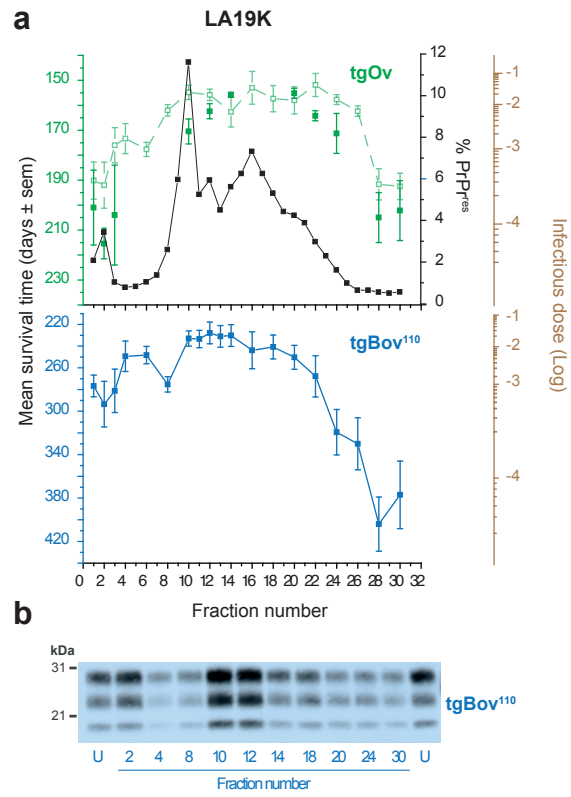 a
LA19K
Mean survival time (days ± sem)
150
170
190
210
230
tgOv
12
10
8
6
4
2
0
% PrPres
-1
-2
-3
-4
Infectious dose (Log)
220
260
300
340
380
420
tgBov110
-1
-2
-3
-4
0 2 4 6 8 10 12 14 16 18 20 22 24 26 28 30 32
Fraction number
b
kDa
31
21
tgBov110
U 2 4 8 10 12 14 18 20 24 30 U
Fraction number